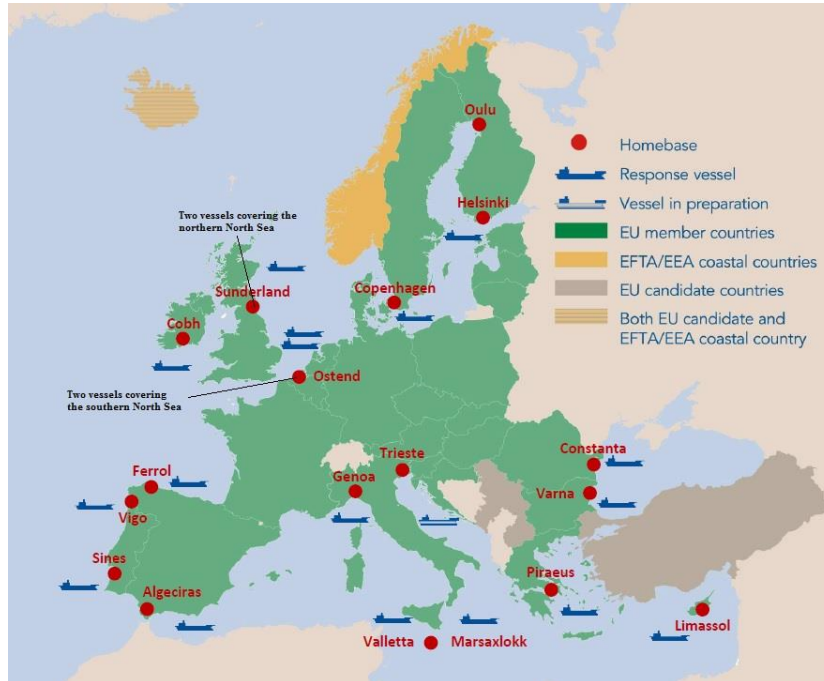 Oulu
Homebase
Response vessel
Helsinki
Vessel in preparation
Two vessels covering the
northern North Sea
EU member countries
EFTA/EEA coastal countries
Copenhagen
Sunderland
EU candidate countries
Cobh
Both EU candidate and
EFTA/EEA coastal country
Ostend
Two vessels covering
the southern North Sea
Trieste
Constanta
Ferrol
Genoa
Varna
Vigo
Sines
Piraeus
Algeciras
Limassol
Valletta
Marsaxlokk